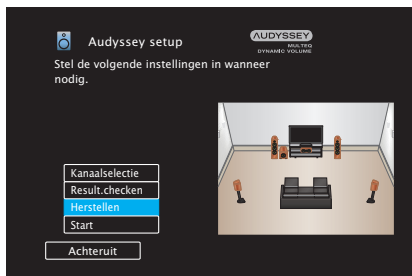 Audyssey setup
AUDYSSEY
MULTEQ
DYNAMIC VOLUME
Stel de volgende instellingen in wanneer
nodig.
Kanaalselectie
Result.checken
Herstellen
Start
Achteruit